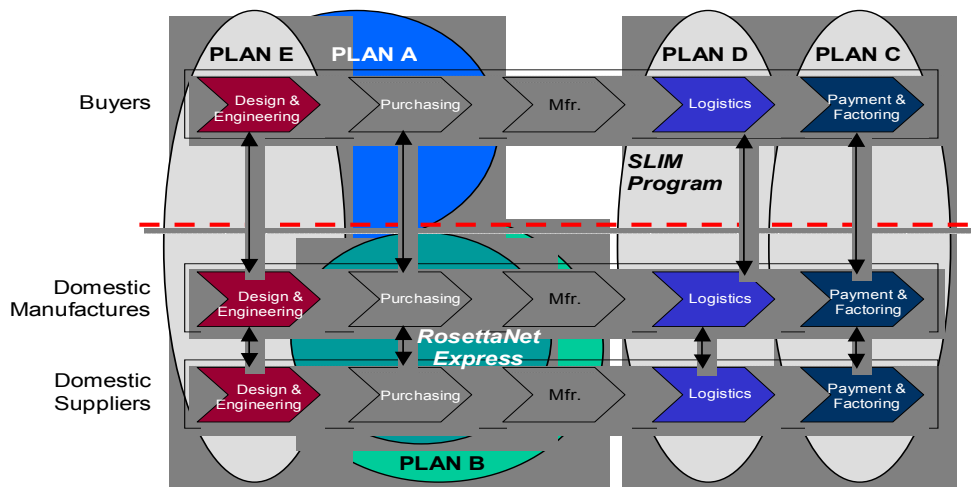 PLAN E
PLAN A
PLAN D
PLAN C
Buyers
Design &
Engineering
Purchasing
Mfr.
Logistics
Payment &
Factoring
SLIM
Program
Domestic
Manufactures
Design &
Engineering
Purchasing
Mfr.
Logistics
Payment &
Factoring
RosettaNet
Express
Domestic
Suppliers
Design &
Engineering
Purchasing
Mfr.
Logistics
Payment &
Factoring
PLAN B